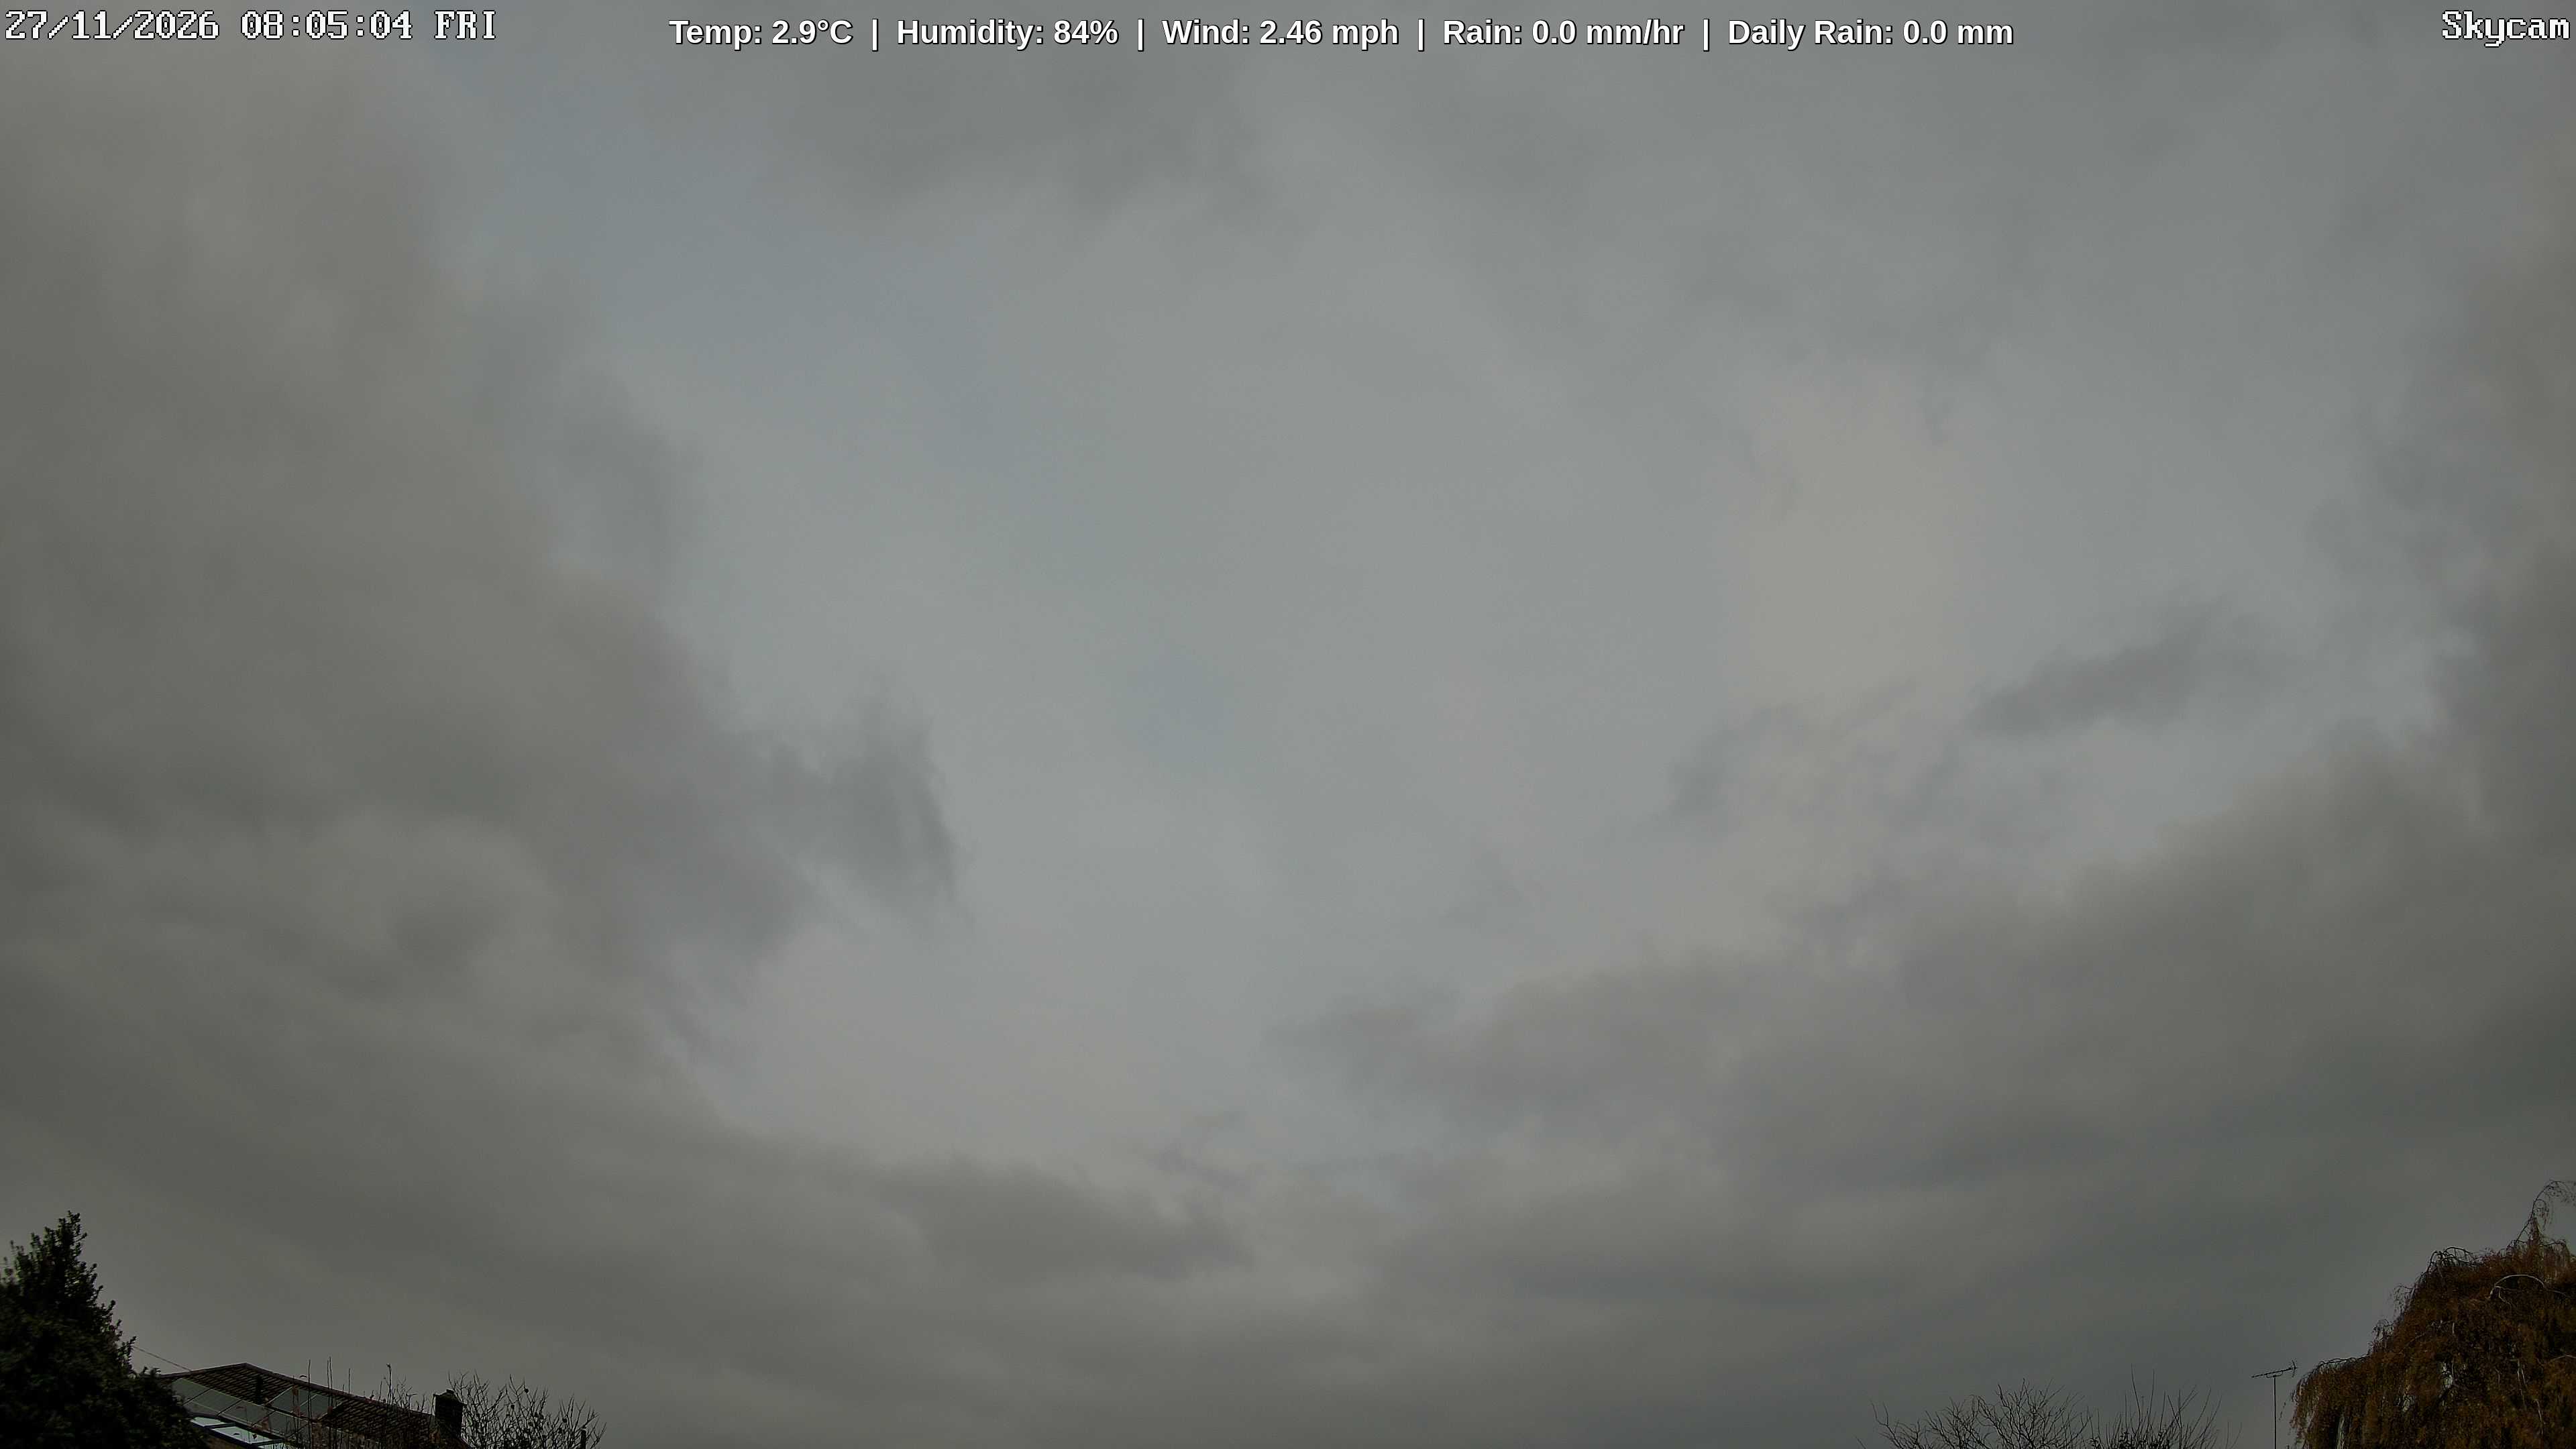 27/11/2026 08:05:04 FRI
Temp: 2.9°C | Humidity: 84% | Wind: 2.46 mph | Rain: 0.0 mm/hr | Daily Rain: 0.0 mm
Skycam